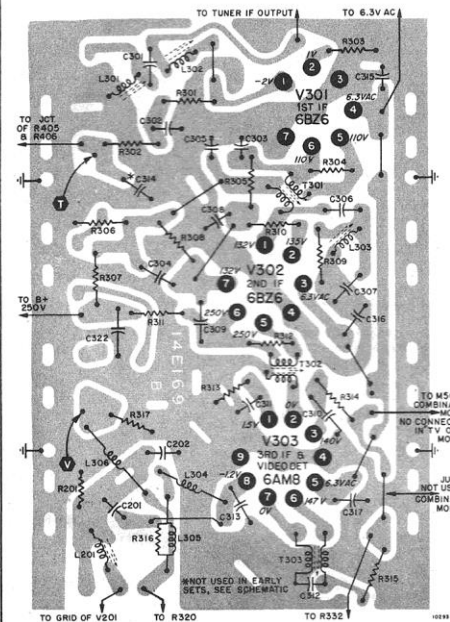 TO TUNER IF OUTPUT
TO 6.3V AC
C301
L301
L302
R301
C302
R302
C305
C303
1V
2
-2V
1
3
V301
1ST IF
6BZ6
6.3VAC
4
7
6
5
110V
110V
R303
C315
R304
TO JCT
OF R405
& R406
T
*
C314
R305
T301
C306
R306
R308
C308
R310
132V
1
135V
2
R309
L303
R307
C304
132V
7
V302
2ND IF
6BZ6
3
6.3VAC
C307
C316
TO B+
250V
R311
C322
250V
6
5
4
250V
C309
R312
14E169
B
T302
R313
C311
1.5V
1
0V
2
C310
R314
3
40V
V303
3RD IF &
VIDEO DET
6AM8
9
4
-1.2V
8
5
6.3VAC
7
0V
6
147V
TO M50
COMBINA
MO
NO CONNEC
IN TV O
MO
R317
V
L306
C202
L304
R201
C201
L201
R316
L305
C313
C317
JU
NOT US
COMBIN
MO
T303
C312
R315
*NOT USED IN EARLY
SETS, SEE SCHEMATIC
TO GRID OF V201
TO R320
TO R332